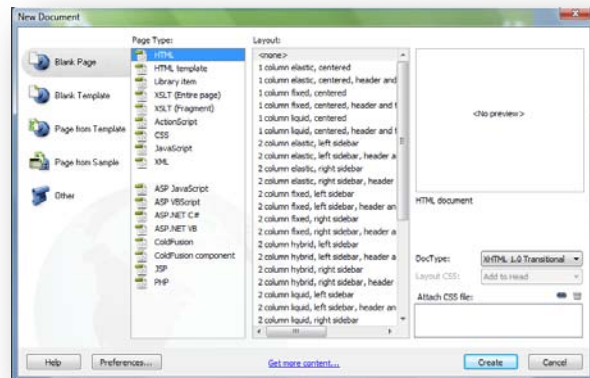 New Document
Blank Page
Blank Template
Page from Template
Page from Sample
Other
Page Type:
HTML
HTML template
Library item
XSLT (Entire page)
XSLT (Fragment)
ActionScript
CSS
JavaScript
XML
ASP JavaScript
ASP VBScript
ASP.NET C#
ASP.NET VB
ColdFusion
ColdFusion component
JSP
PHP
Layout:
<none>
1 column elastic, centered
1 column elastic, centered, header and
1 column fixed, centered
1 column fixed, centered, header and f
1 column liquid, centered
1 column liquid, centered, header and
2 column elastic, left sidebar
2 column elastic, left sidebar, header a
2 column elastic, right sidebar
2 column elastic, right sidebar, header
2 column fixed, left sidebar
2 column fixed, left sidebar, header an
2 column fixed, right sidebar
2 column fixed, right sidebar, header a
2 column hybrid, left sidebar
2 column hybrid, left sidebar, header a
2 column hybrid, right sidebar
2 column hybrid, right sidebar, header
2 column liquid, left sidebar
2 column liquid, left sidebar, header an
2 column liquid, right sidebar
<No preview>
HTML document
DocType: XHTML 1.0 Transitional
Layout CSS: Add to Head
Attach CSS file:
Help
Preferences...
Get more content...
Create
Cancel